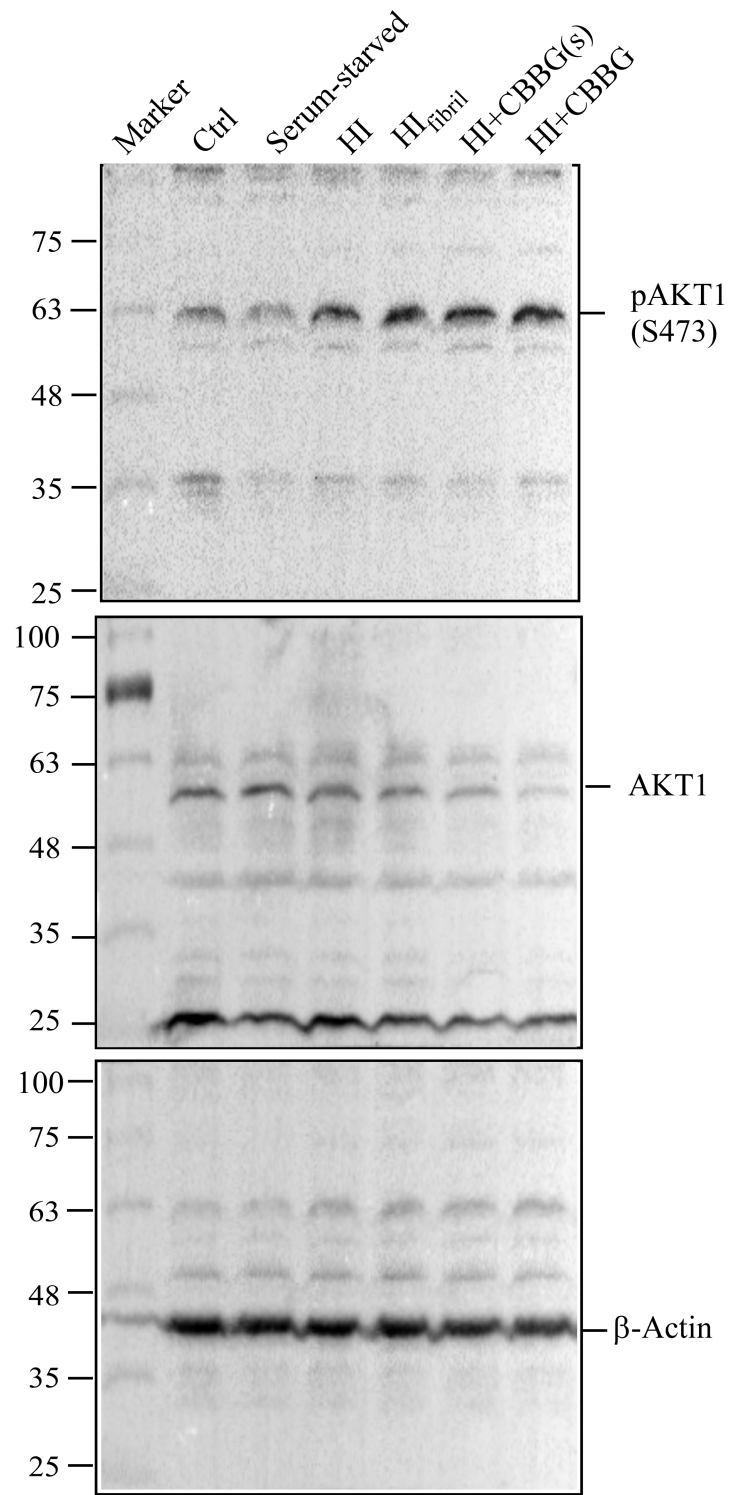 Marker
Ctrl
Serum-starved
HI
HIfibril
HI+CBBG(s)
HI+CBBG
75
63
48
35
25
pAKT1
(S473)
100
75
63
48
35
25
AKT1
100
75
63
48
35
25
β-Actin